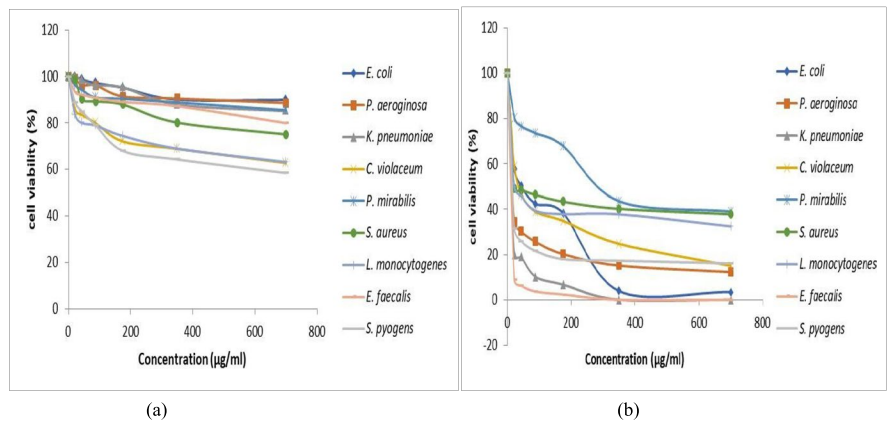 120
100
80
60
40
20
0
0 200 400 600 800
cell viability (%)
Concentration (µg/ml)
E. coli
P. aeroginosa
K. pneumoniae
C. violaceum
P. mirabilis
S. aureus
L. monocytogenes
E. faecalis
S. pyogens
(a)
120
100
80
60
40
20
0
-20
0 200 400 600 800
cell viability (%)
Concentration (µg/ml)
E. coli
P. aeroginosa
K. pneumoniae
C. violaceum
P. mirabilis
S. aureus
L. monocytogenes
E. faecalis
S. pyogens
(b)